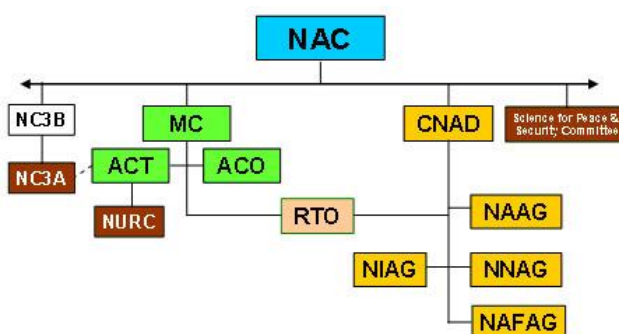 NAC
NC3B
MC
CNAD
Science for Peace &
Security Committee
NC3A
ACT
ACO
NURC
RTO
NAAG
NIAG
NNAG
NAFAG